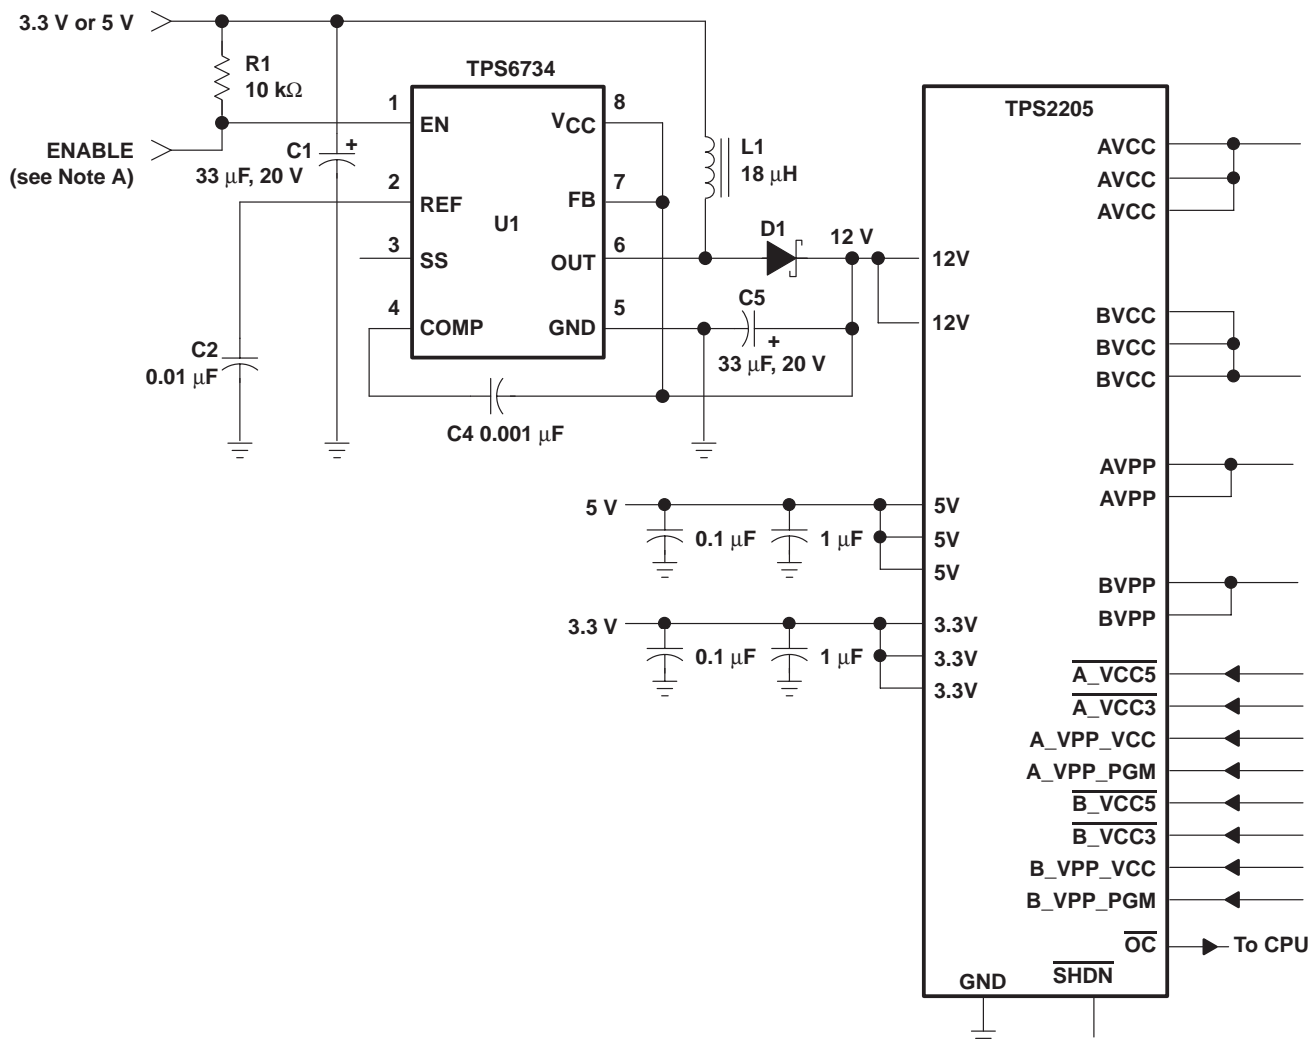 3.3 V or 5 V
R1
10 kΩ
ENABLE
(see Note A)
C1
+
33 μF, 20 V
C2
0.01 μF
TPS6734
1
EN
2
REF
3
SS
4
COMP
U1
8
VCC
7
FB
6
OUT
5
GND
C4 0.001 μF
L1
18 μH
D1
12 V
C5
+
33 μF, 20 V
5 V
0.1 μF
1 μF
3.3 V
0.1 μF
1 μF
TPS2205
12V
12V
5V
5V
5V
3.3V
3.3V
3.3V
AVCC
AVCC
AVCC
BVCC
BVCC
BVCC
AVPP
AVPP
BVPP
BVPP
A_VCC5
A_VCC3
A_VPP_VCC
A_VPP_PGM
B_VCC5
B_VCC3
B_VPP_VCC
B_VPP_PGM
OC
To CPU
GND
SHDN